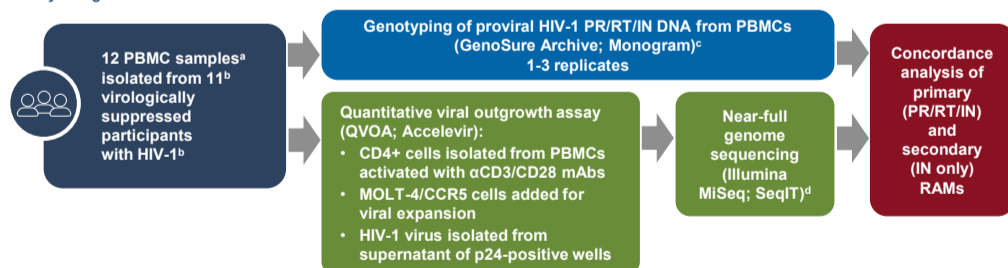 12 PBMC samplesᵃ
isolated from 11ᵇ
virologically
suppressed
participants
with HIV-1ᵇ
Genotyping of proviral HIV-1 PR/RT/IN DNA from PBMCs
(GenoSure Archive; Monogram)ᶜ
1-3 replicates
Quantitative viral outgrowth assay
(QVOA; Accelevir):
• CD4+ cells isolated from PBMCs
activated with αCD3/CD28 mAbs
• MOLT-4/CCR5 cells added for
viral expansion
• HIV-1 virus isolated from
supernatant of p24-positive wells
Near-full
genome
sequencing
(Illumina
MiSeq; SeqIT)ᵈ
Concordance
analysis of
primary
(PR/RT/IN)
and
secondary
(IN only)
RAMs